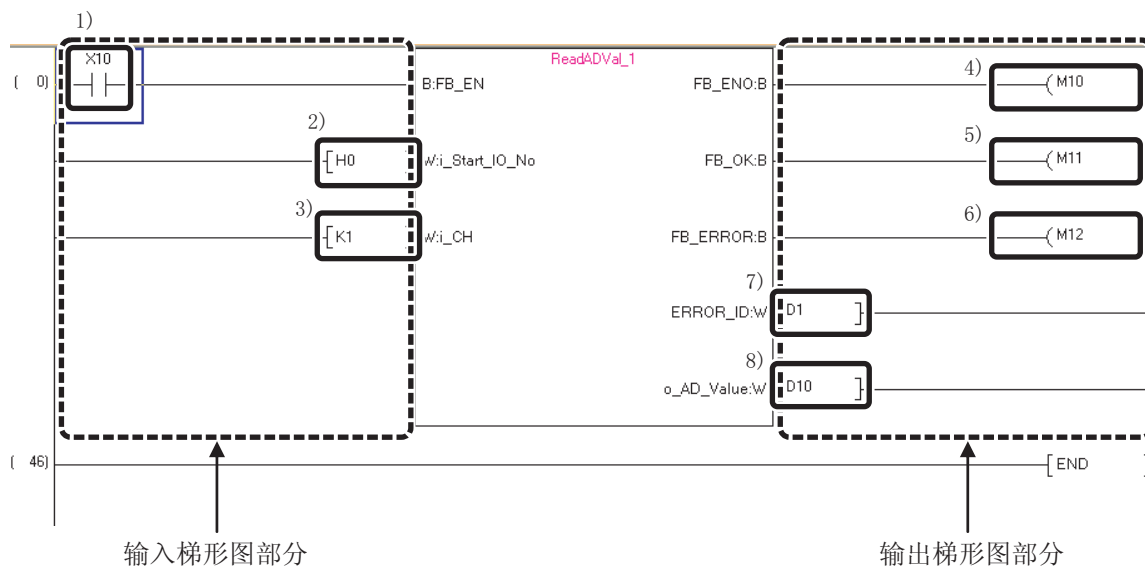 1)
X10
ReadADVal_1
( 0)
B:FB_EN
FB_ENO:B
4)
M10
2)
H0
W:i_Start_IO_No
FB_OK:B
5)
M11
3)
K1
W:i_CH
FB_ERROR:B
6)
M12
7)
ERROR_ID:W
D1
8)
o_AD_Value:W
D10
( 46)
END
输入梯形图部分
输出梯形图部分